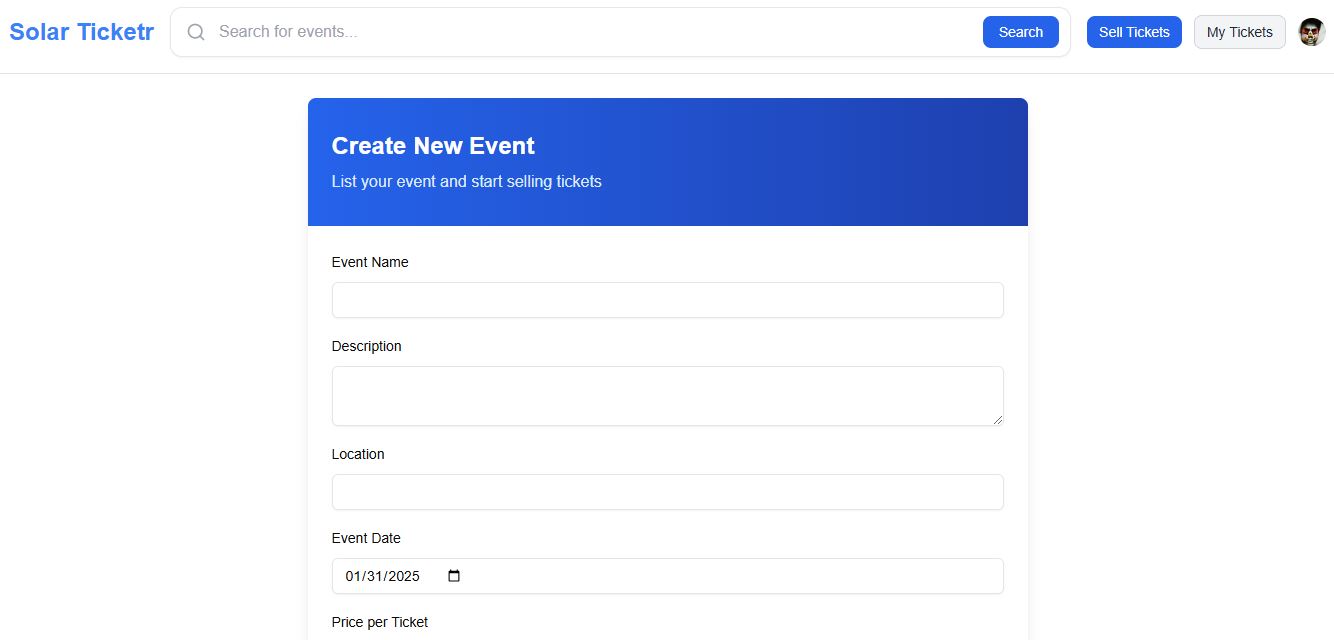 Solar Ticketr
Search for events...
Search
Sell Tickets
My Tickets
Create New Event
List your event and start selling tickets
Event Name
Description
Location
Event Date
01/31/2025
Price per Ticket